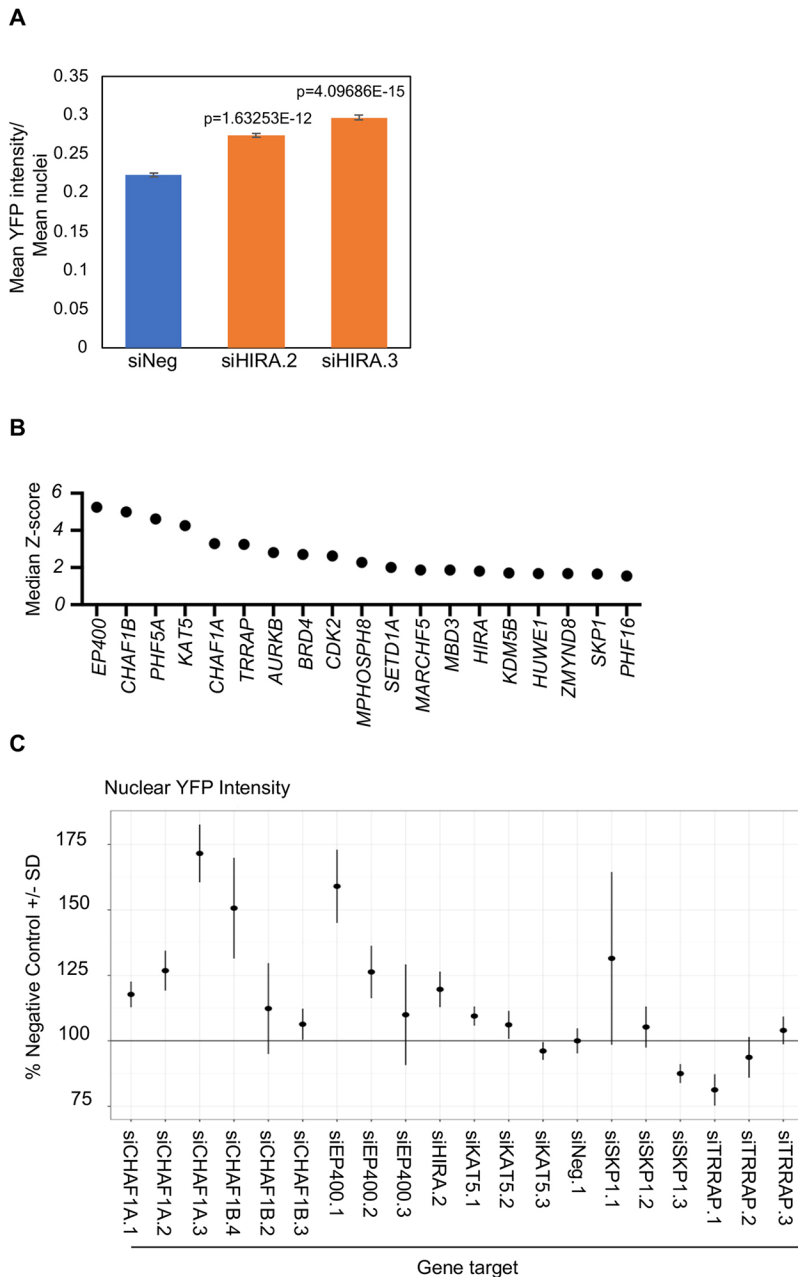 A
Mean YFP intensity/
Mean nuclei
0.35
0.3
0.25
0.2
0.15
0.1
0.05
0
p=1.63253E-12
p=4.09686E-15
siNeg
siHIRA.2
siHIRA.3
B
Median Z-score
6
4
2
0
EP400
CHAF1B
PHF5A
KAT5
CHAF1A
TRRAP
AURKB
BRD4
CDK2
MPHOSPH8
SETD1A
MARCHF5
MBD3
HIRA
KDM5B
HUWE1
ZMYND8
SKP1
PHF16
C
Nuclear YFP Intensity
% Negative Control +/- SD
175
150
125
100
75
siCHAF1A.1
siCHAF1A.2
siCHAF1A.3
siCHAF1B.4
siCHAF1B.2
siCHAF1B.3
siEP400.1
siEP400.2
siEP400.3
siHIRA.2
siKAT5.1
siKAT5.2
siKAT5.3
siNeg.1
siSKP1.1
siSKP1.2
siSKP1.3
siTRRAP.1
siTRRAP.2
siTRRAP.3
Gene target